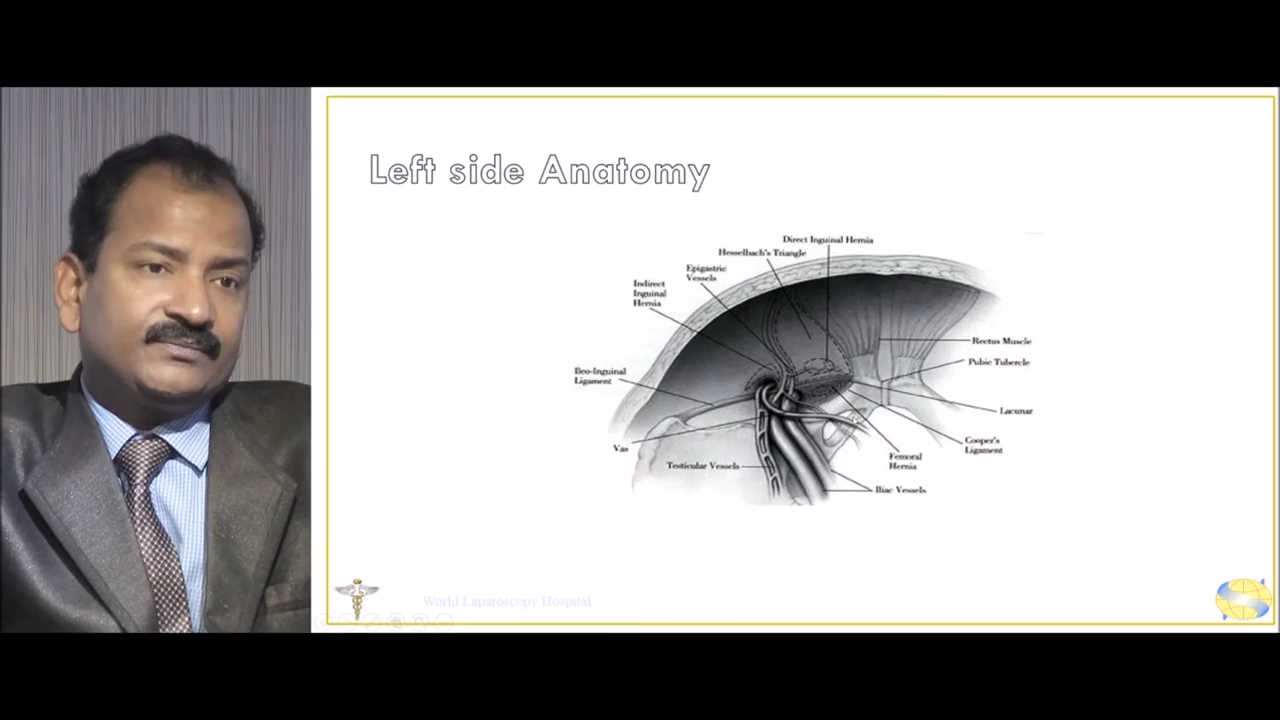 Left side Anatomy
Direct Inguinal Hernia
Hesselbach's Triangle
Epigastric
Vessels
Indirect
Inguinal
Hernia
Rectus Muscle
Pubic Tubercle
Ileo-Inguinal
Ligament
Lacunar
Cooper's
Ligament
Vas
Femoral
Hernia
Testicular Vessels
Iliac Vessels
World Laparoscopy Hospital